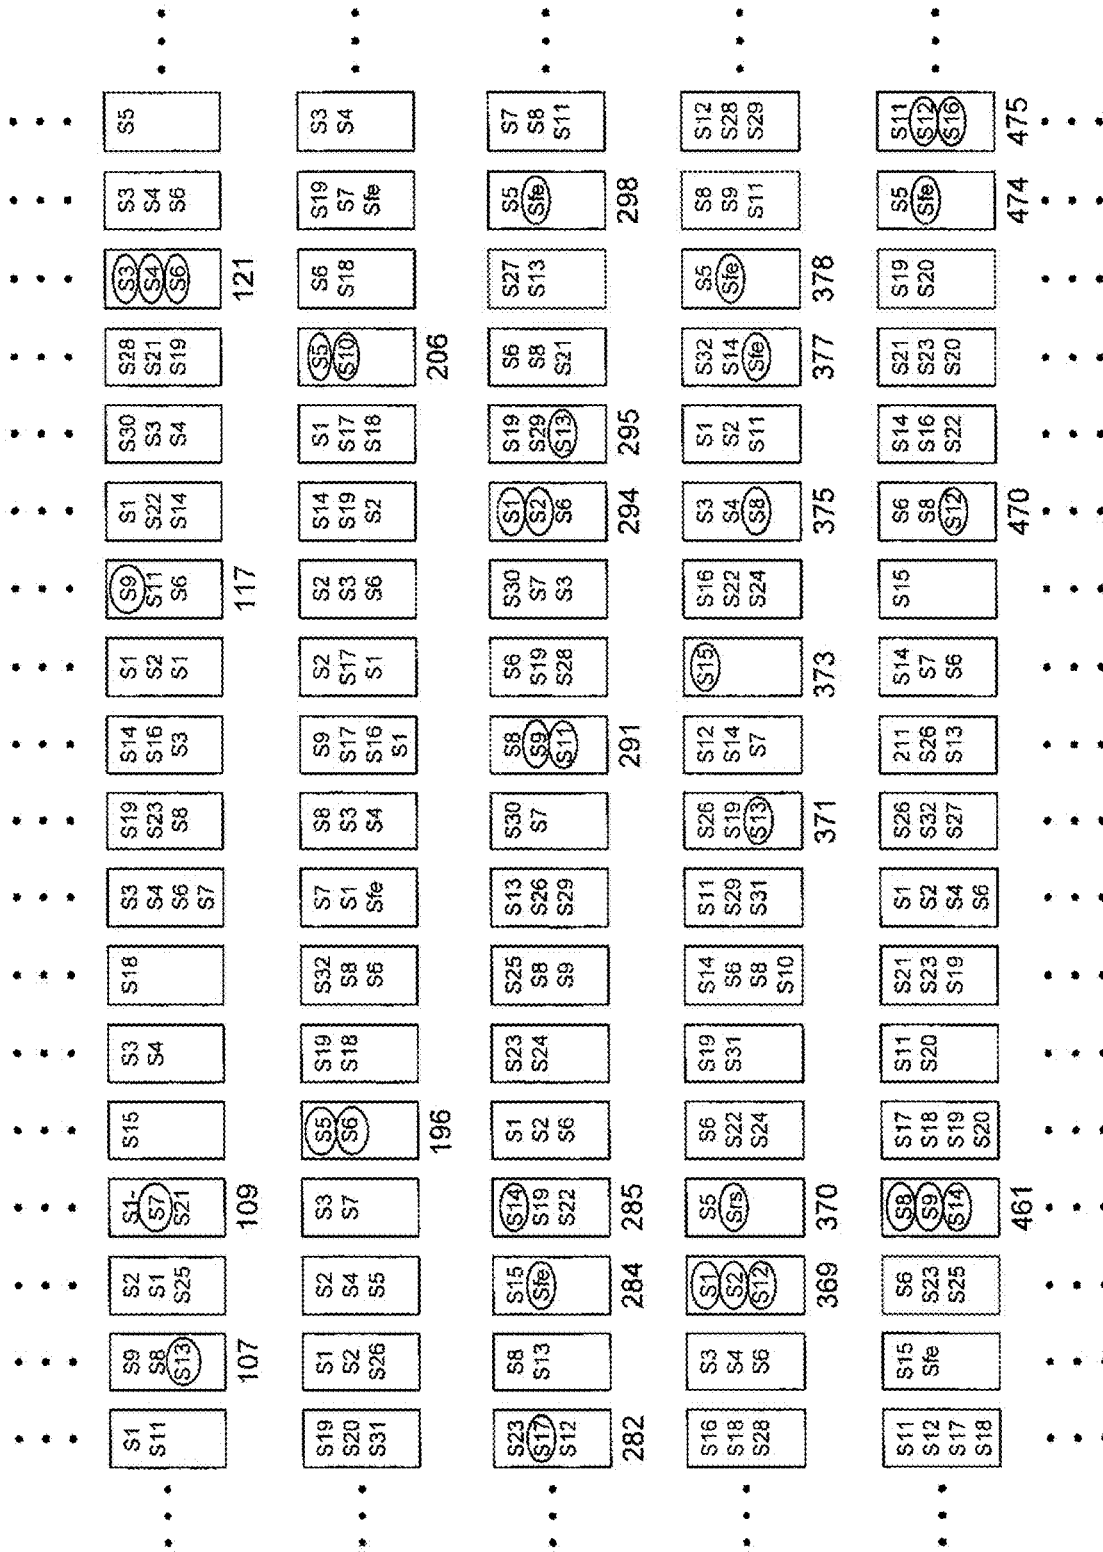 S1
S11
S9
S8
S13
107
S2
S1
S25
S1-
S7
S21
109
S15
S3
S4
S18
S3
S4
S6
S7
S19
S23
S8
S14
S16
S3
S1
S2
S1
S9
S11
S6
117
S1
S22
S14
S30
S3
S4
S28
S21
S19
S3
S4
S6
121
S3
S4
S6
S5
S19
S20
S31
S1
S2
S26
S2
S4
S5
S3
S7
S5
S6
196
S19
S18
S32
S8
S6
S7
S1
Sfe
S8
S3
S4
S9
S17
S16
S1
S2
S17
S1
S2
S3
S6
S14
S19
S2
S1
S17
S18
S5
S10
206
S6
S18
S19
S7
Sfe
S3
S4
S23
S17
S12
282
S8
S13
S15
Sfe
284
S14
S19
S22
285
S1
S2
S6
S23
S24
S25
S8
S9
S13
S26
S29
S30
S7
S8
S9
S11
291
S6
S19
S28
S30
S7
S3
S1
S2
S6
294
S19
S29
S13
295
S6
S8
S21
S27
S13
S5
Sfe
298
S7
S8
S11
S16
S18
S28
S3
S4
S6
S1
S2
S12
369
S5
Srs
370
S6
S22
S24
S19
S31
S14
S6
S8
S10
S11
S29
S31
S26
S19
S13
371
S12
S14
S7
S15
373
S16
S22
S24
S3
S4
S8
375
S1
S2
S11
S32
S14
Sfe
377
S5
Sfe
378
S8
S9
S11
S12
S28
S29
S11
S12
S17
S18
S15
Sfe
S6
S23
S25
S8
S9
S14
461
S17
S18
S19
S20
S11
S20
S21
S23
S19
S1
S2
S4
S6
S26
S32
S27
211
S26
S13
S14
S7
S6
S15
S6
S8
S12
470
S14
S16
S22
S21
S23
S20
S19
S20
S5
Sfe
474
S11
S12
S16
475